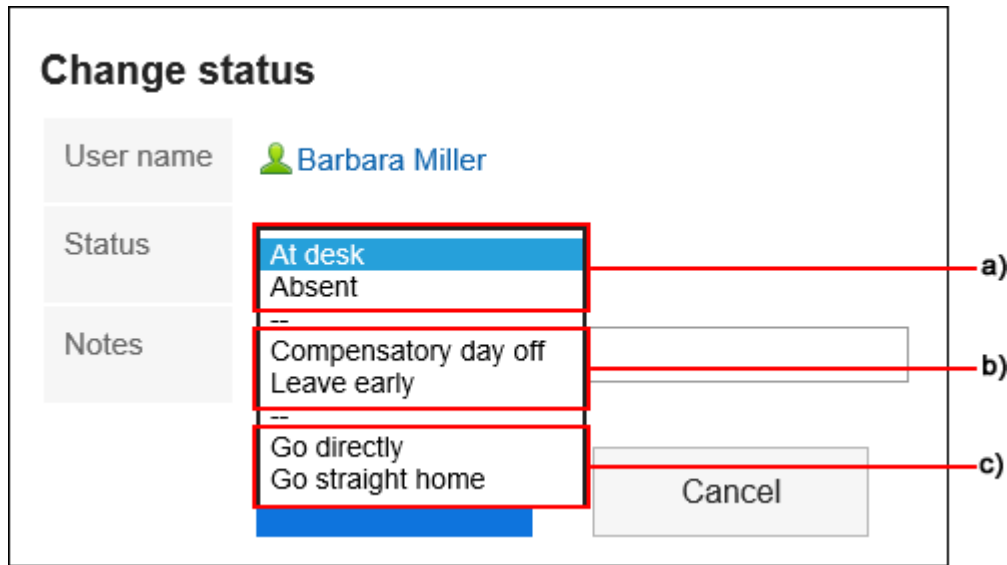 Change status
User name
Barbara Miller
Status
At desk
Absent
a)
--
Notes
Compensatory day off
Leave early
b)
--
Go directly
Go straight home
c)
Cancel